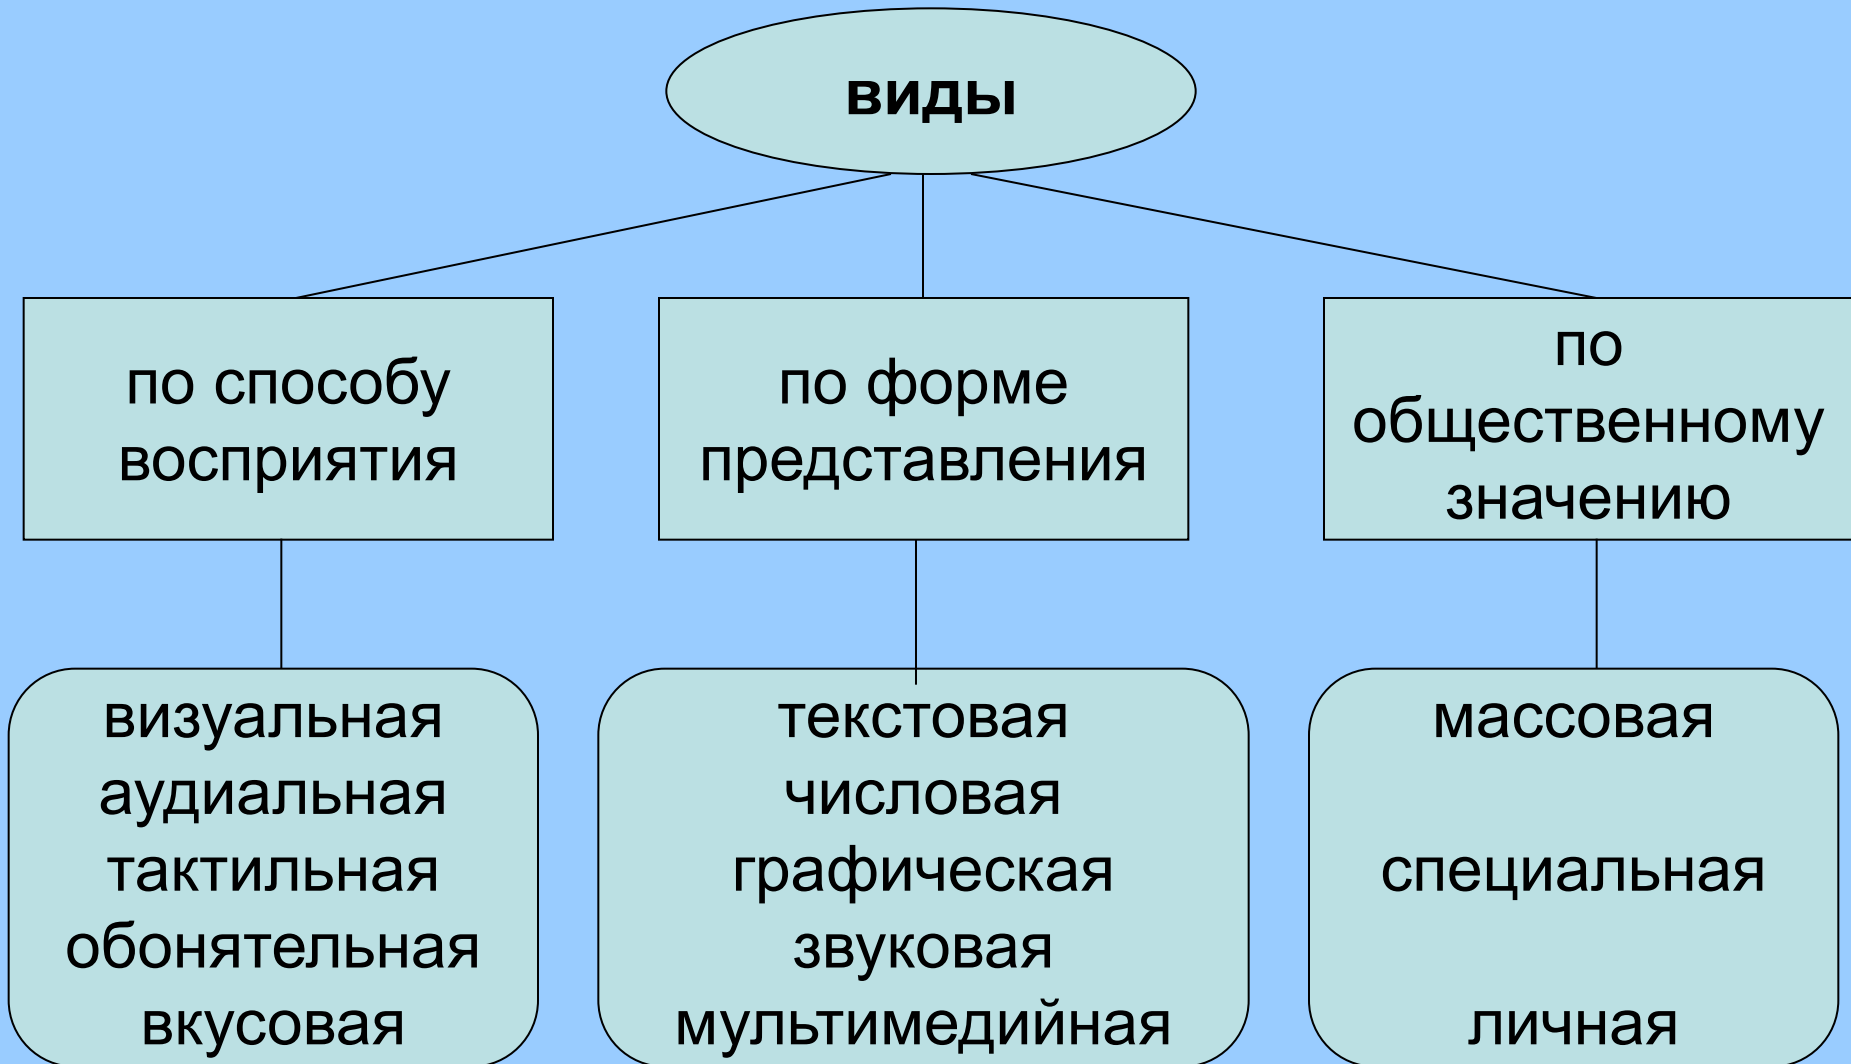 виды
по способу
восприятия
по форме
представления
по
общественному
значению
визуальная
аудиальная
тактильная
обонятельная
вкусовая
текстовая
числовая
графическая
звуковая
мультимедийная
массовая
специальная
личная